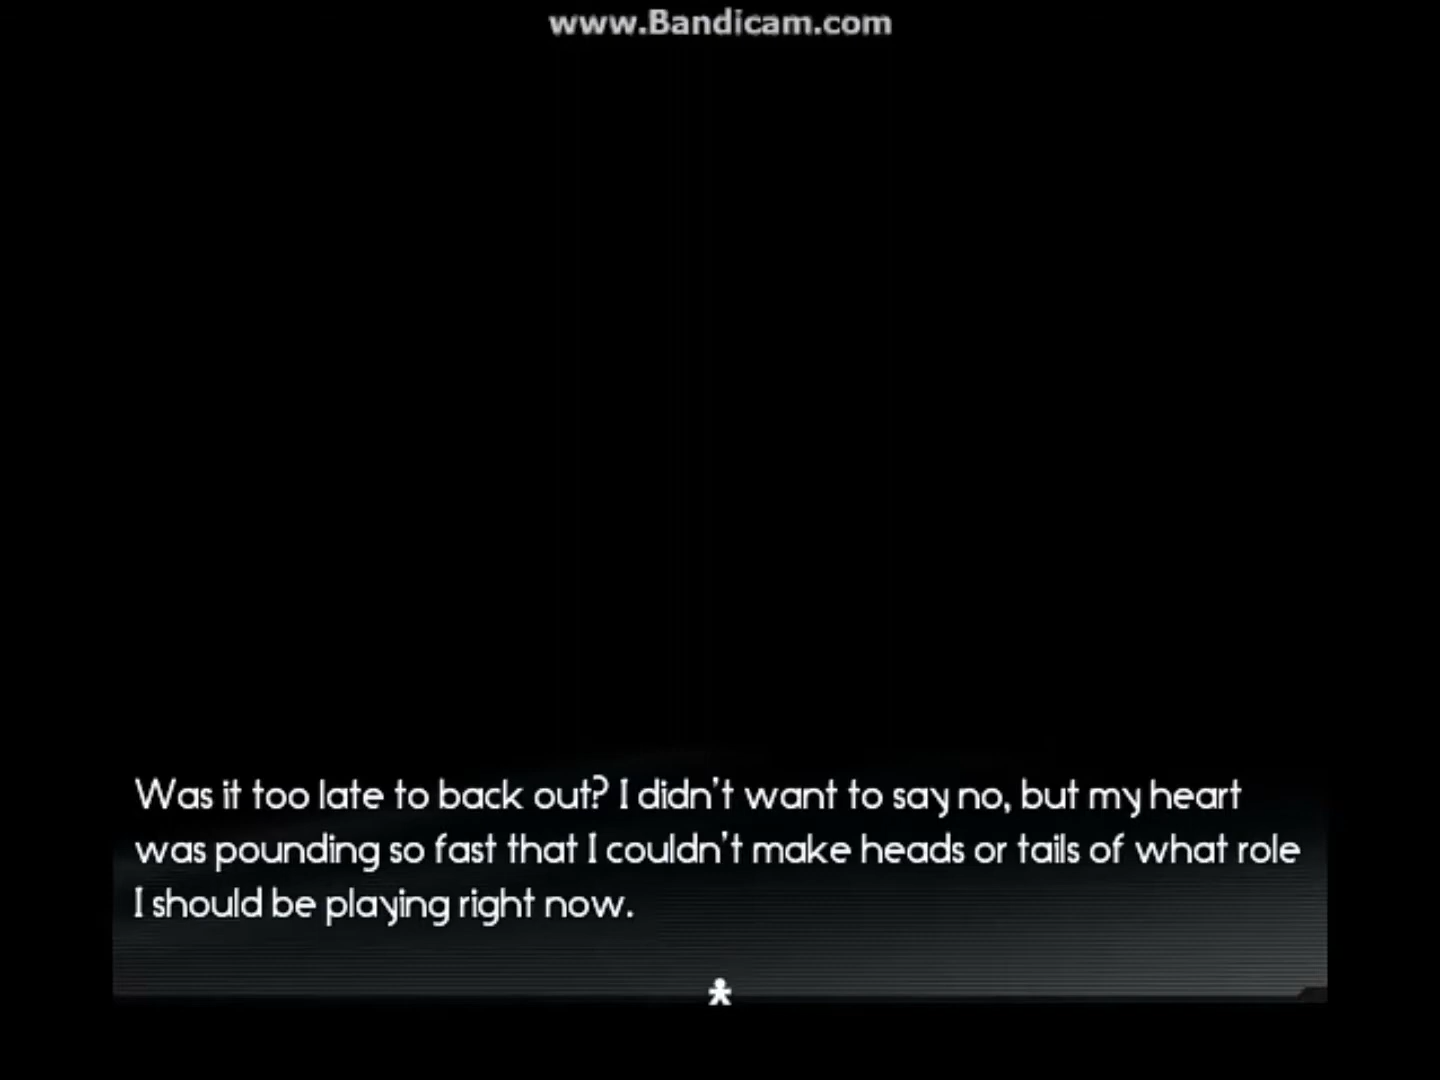 www.Bandicam.com
Was it too late to back out? I didn't want to say no, but my heart
was pounding so fast that I couldn't make heads or tails of what role
I should be playing right now.